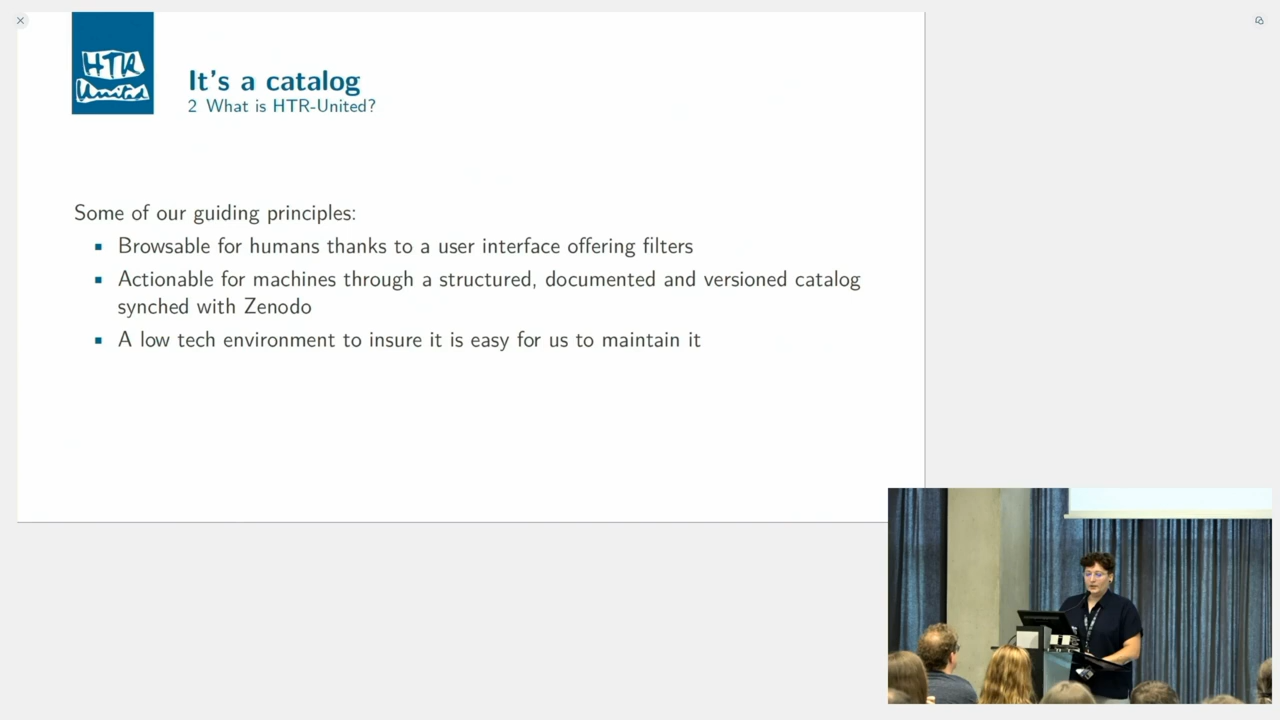 HTR
United
It's a catalog
2 What is HTR-United?
Some of our guiding principles:
▪ Browsable for humans thanks to a user interface offering filters
▪ Actionable for machines through a structured, documented and versioned catalog
synched with Zenodo
▪ A low tech environment to insure it is easy for us to maintain it